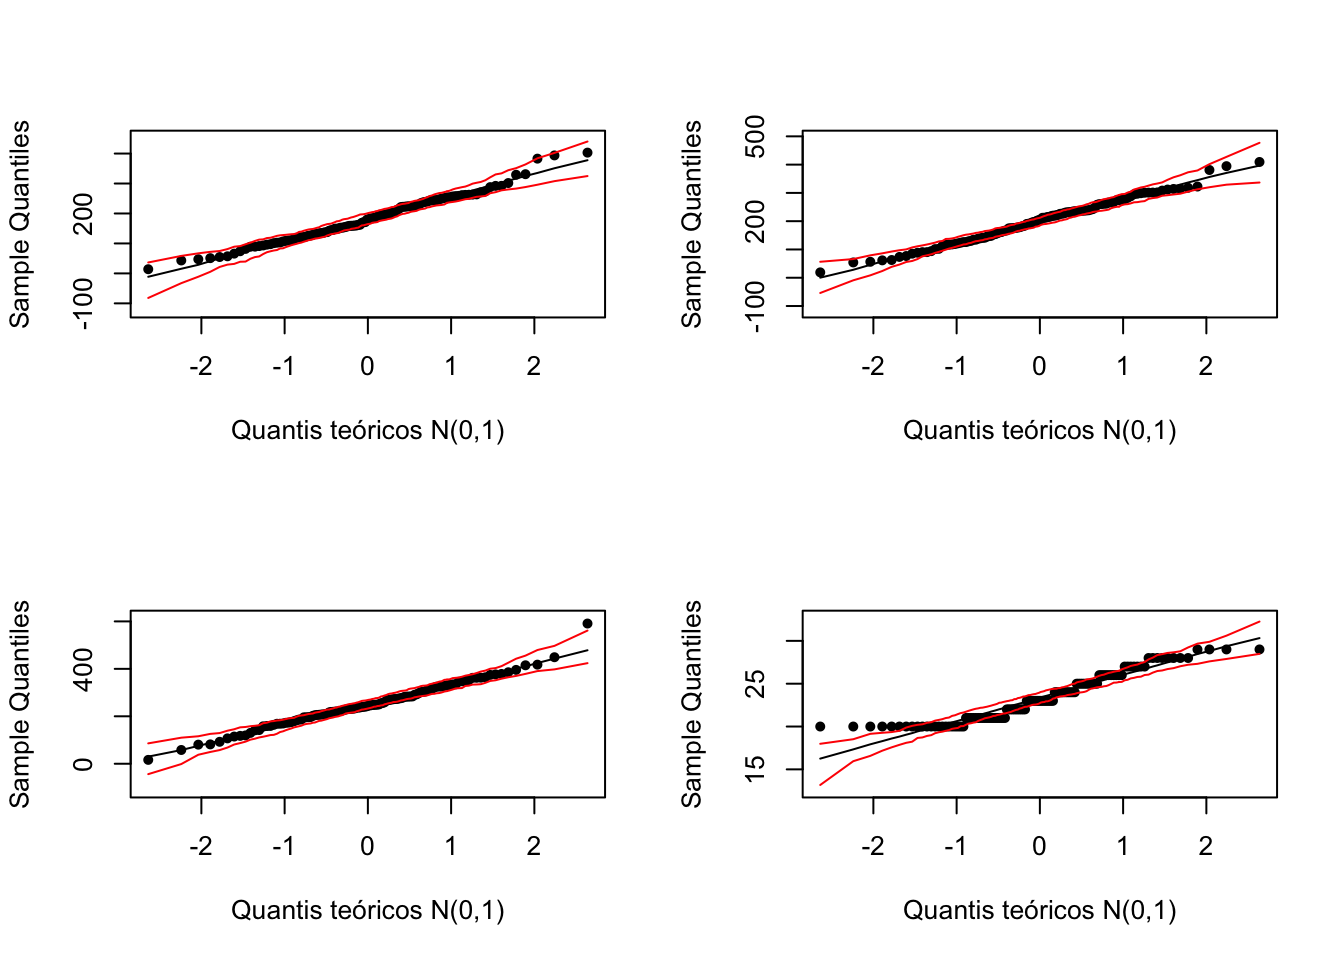 Sample Quantiles
-100 200
-2 -1 0 1 2
Quantis teóricos N(0,1)
Sample Quantiles
-100 200 500
-2 -1 0 1 2
Quantis teóricos N(0,1)
Sample Quantiles
0 400
-2 -1 0 1 2
Quantis teóricos N(0,1)
Sample Quantiles
15 25
-2 -1 0 1 2
Quantis teóricos N(0,1)